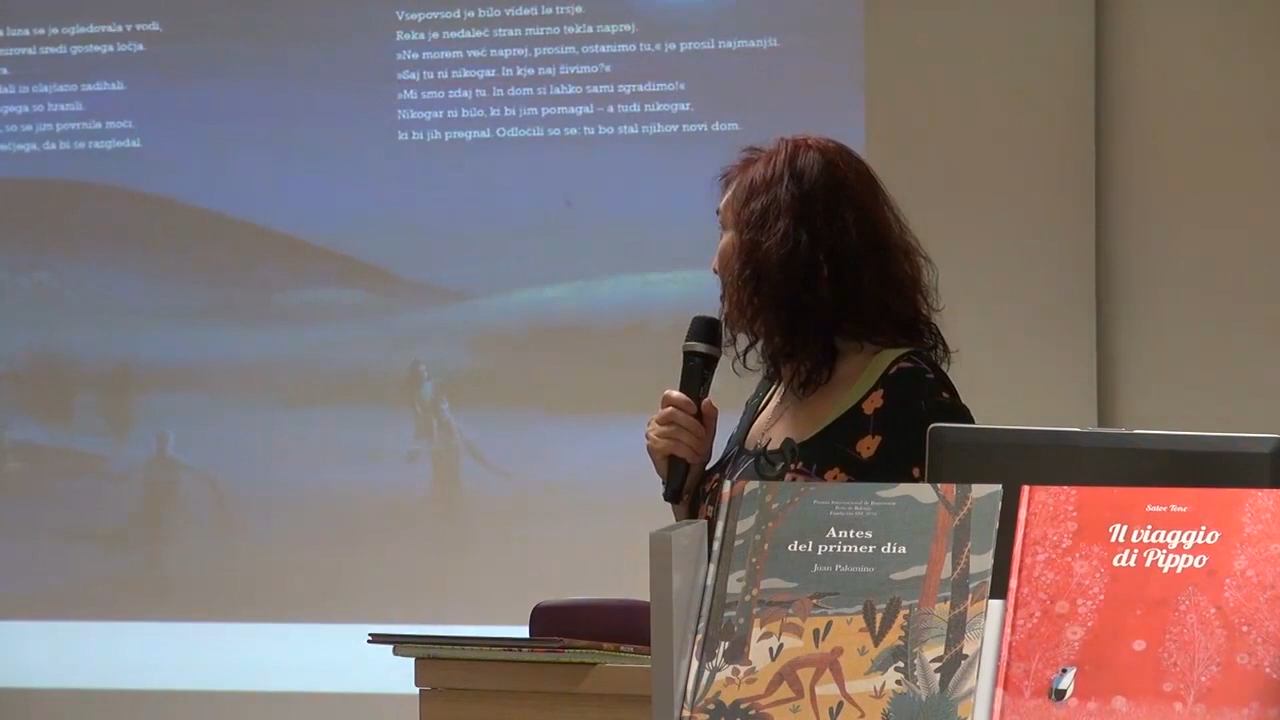 a luna se je ogledovala v vodi,
sredi gostega ločja.
in olajšano zadihali.
so hranili.
so se jim povrnile moči.
da bi se razgledal.
Vsepovsod je bilo videti le trsje.
Reka je nedaleč stran mirno tekla naprej.
»Ne morem več naprej, prosim, ostanimo tu,« je prosil najmanjši.
»Saj tu ni nikogar. In kje naj živimo?«
»Mi smo zdaj tu. In dom si lahko sami zgradimo!«
Nikogar ni bilo, ki bi jim pomagal – a tudi nikogar,
ki bi jih pregnal. Odločili so se: tu bo stal njihov novi dom.
Antes
del primer día
Juan Palomino
Satoe Tone
Il viaggio
di Pippo